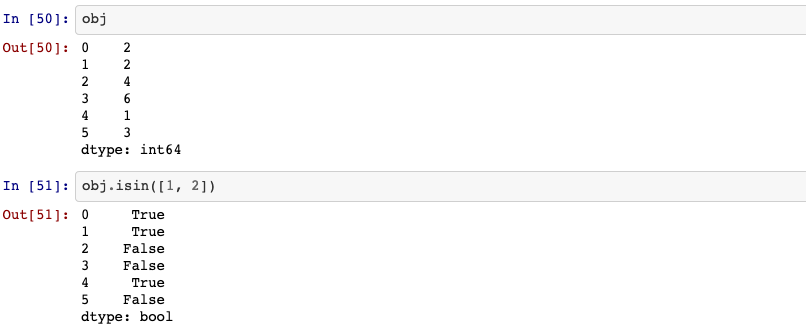 In [50]: obj
Out[50]: 0    2
1    2
2    4
3    6
4    1
5    3
dtype: int64
In [51]: obj.isin([1, 2])
Out[51]: 0     True
1     True
2    False
3    False
4     True
5    False
dtype: bool